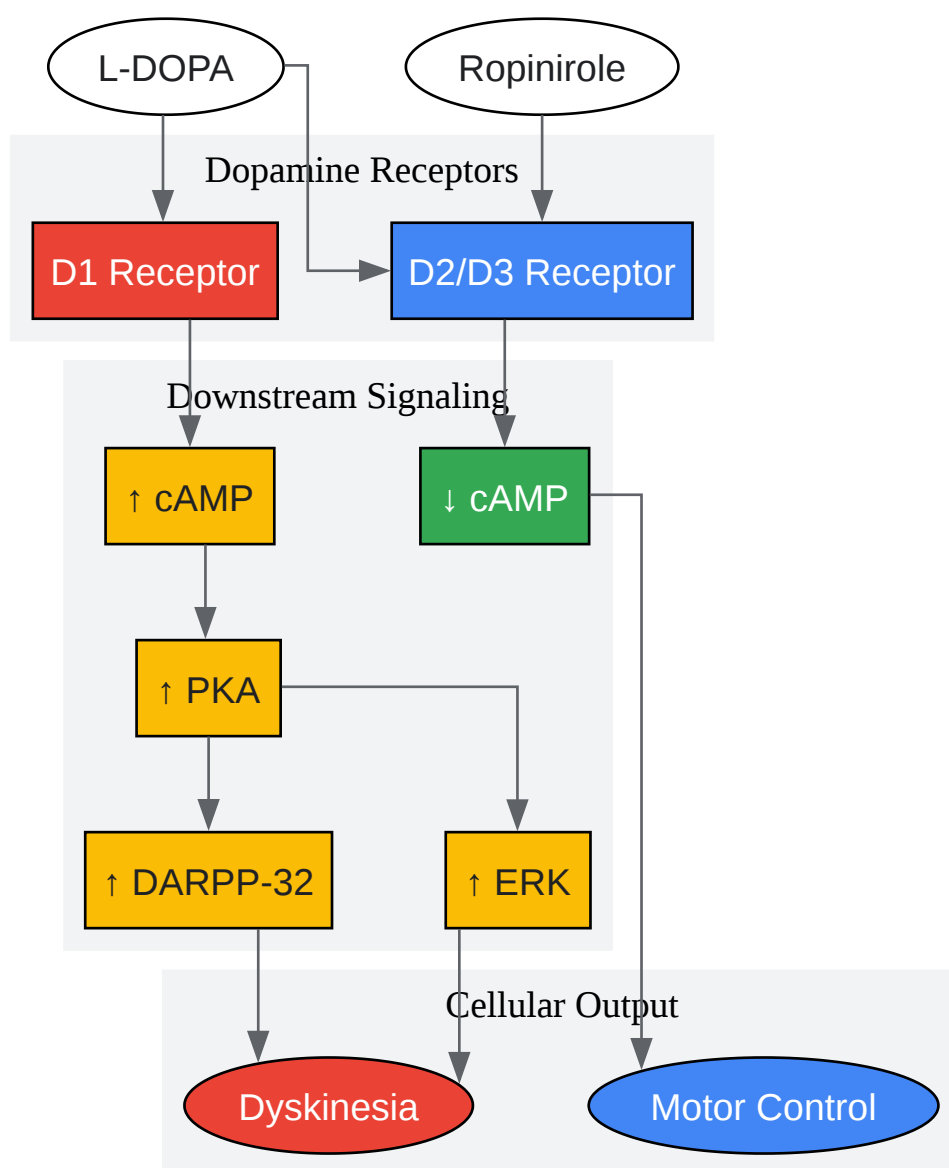 L-DOPA
Ropinirole
Dopamine Receptors
D1 Receptor
D2/D3 Receptor
Downstream Signaling
↑ cAMP
↓ cAMP
↑ PKA
↑ DARPP-32
↑ ERK
Cellular Output
Dyskinesia
Motor Control